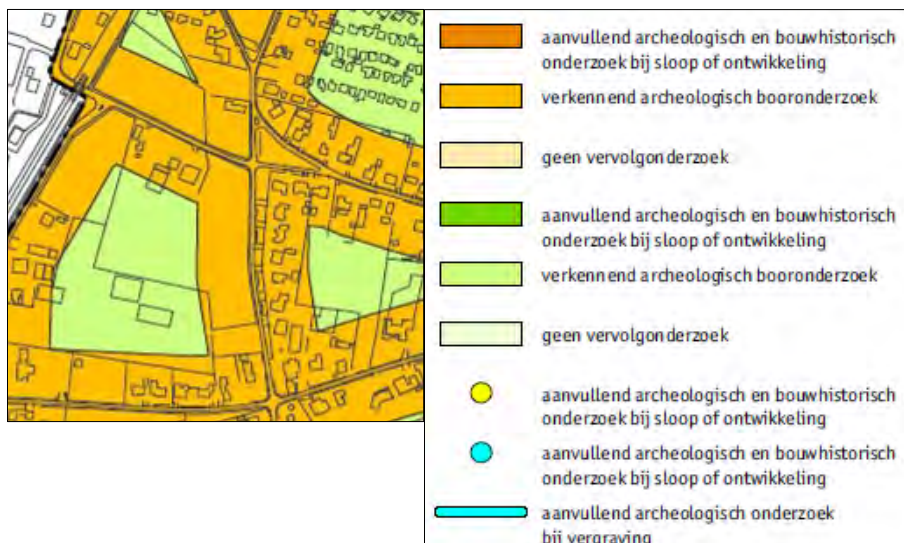 aanvullend archeologisch en bouwhistorisch
onderzoek bij sloop of ontwikkeling
verkennend archeologisch booronderzoek
geen vervolgonderzoek
aanvullend archeologisch en bouwhistorisch
onderzoek bij sloop of ontwikkeling
verkennend archeologisch booronderzoek
geen vervolgonderzoek
aanvullend archeologisch en bouwhistorisch
onderzoek bij sloop of ontwikkeling
aanvullend archeologisch en bouwhistorisch
onderzoek bij sloop of ontwikkeling
aanvullend archeologisch onderzoek
bij vergraving